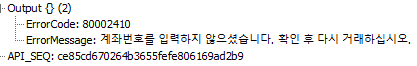 Output {} (2)
ErrorCode: 80002410
ErrorMessage: 계좌번호를 입력하지 않으셨습니다. 확인 후 다시 거래하십시오.
API_SEQ: ce85cd670264b3655fefe806169ad2b9